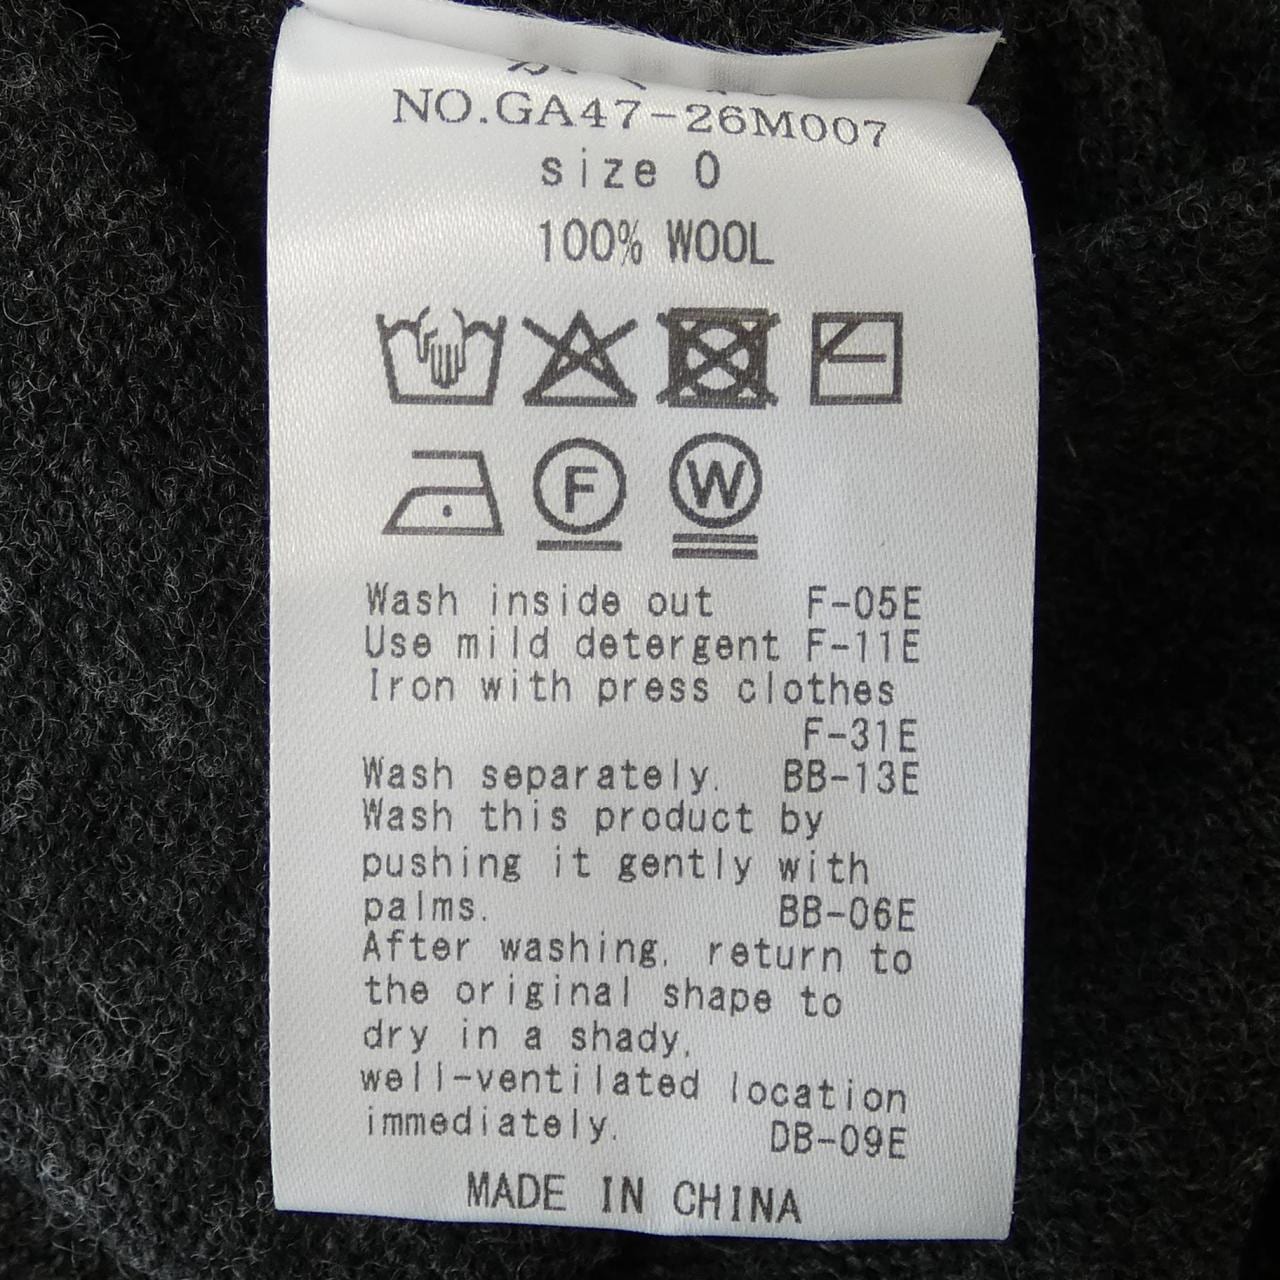 NO.GA47-26M007
size 0
100% WOOL
F
W
Wash inside out F-05E
Use mild detergent F-11E
Iron with press clothes
F-31E
Wash separately. BB-13E
Wash this product by
pushing it gently with
palms. BB-06E
After washing, return to
the original shape to
dry in a shady,
well-ventilated location
immediately. DB-09E
MADE IN CHINA